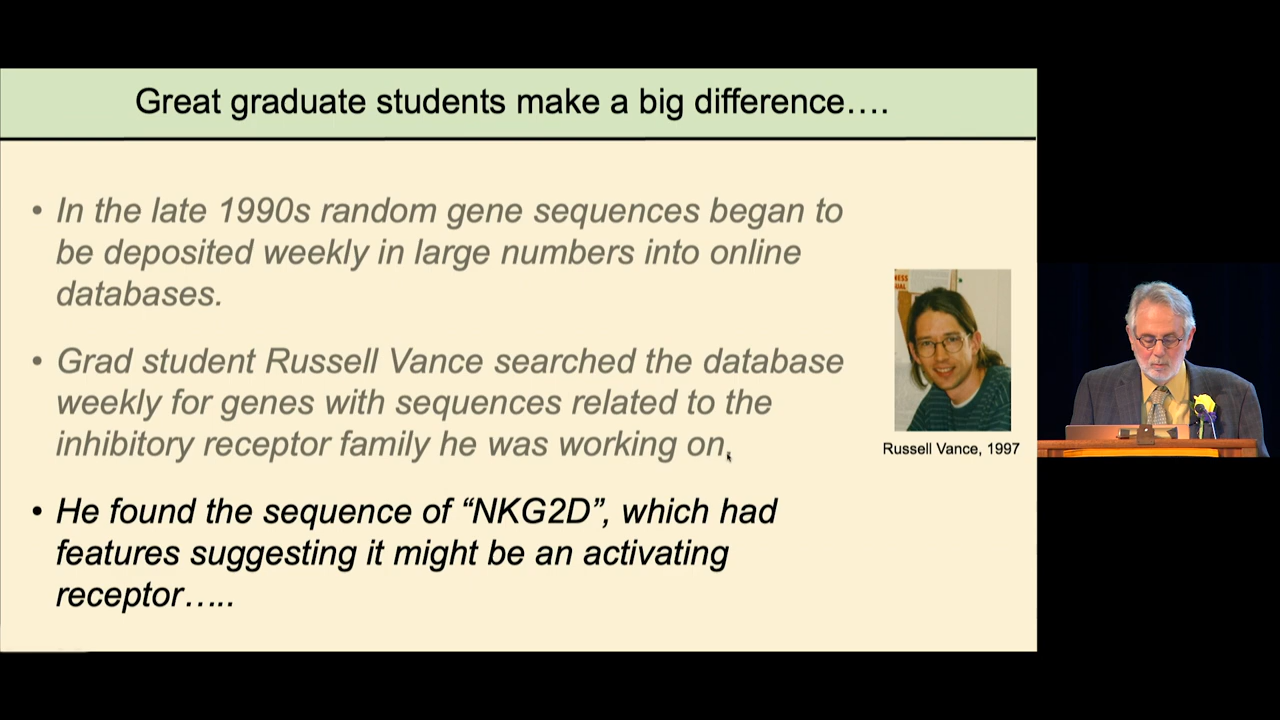 Great graduate students make a big difference….
• In the late 1990s random gene sequences began to
be deposited weekly in large numbers into online
databases.
• Grad student Russell Vance searched the database
weekly for genes with sequences related to the
inhibitory receptor family he was working on.
• He found the sequence of “NKG2D”, which had
features suggesting it might be an activating
receptor…..
NESS
UAL
Russell Vance, 1997